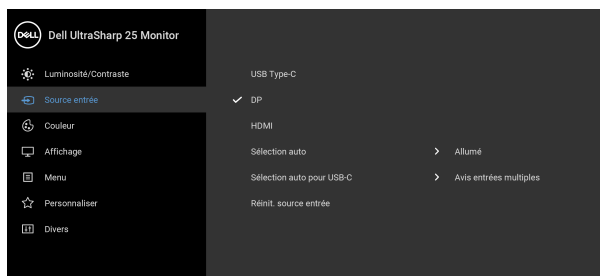 DELL Dell UltraSharp 25 Monitor
Luminosité/Contraste
USB Type-C
Source entrée
DP
Couleur
HDMI
Affichage
Sélection auto
Allumé
Menu
Sélection auto pour USB-C
Avis entrées multiples
Personnaliser
Réinit. source entrée
Divers